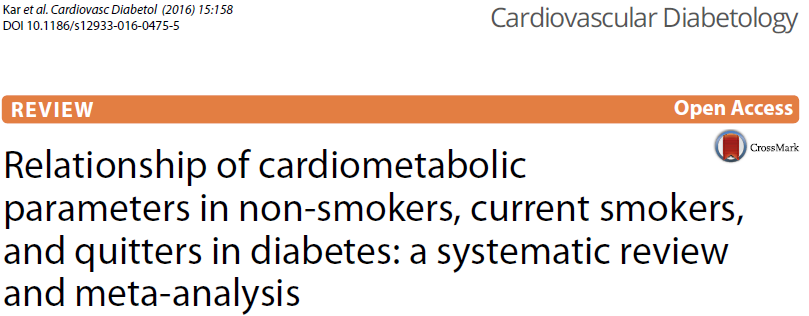 Kar et al. Cardiovasc Diabetol (2016) 15:158
DOI 10.1186/s12933-016-0475-5
Cardiovascular Diabetology
REVIEW
Open Access
CrossMark
Relationship of cardiometabolic
parameters in non-smokers, current smokers,
and quitters in diabetes: a systematic review
and meta-analysis